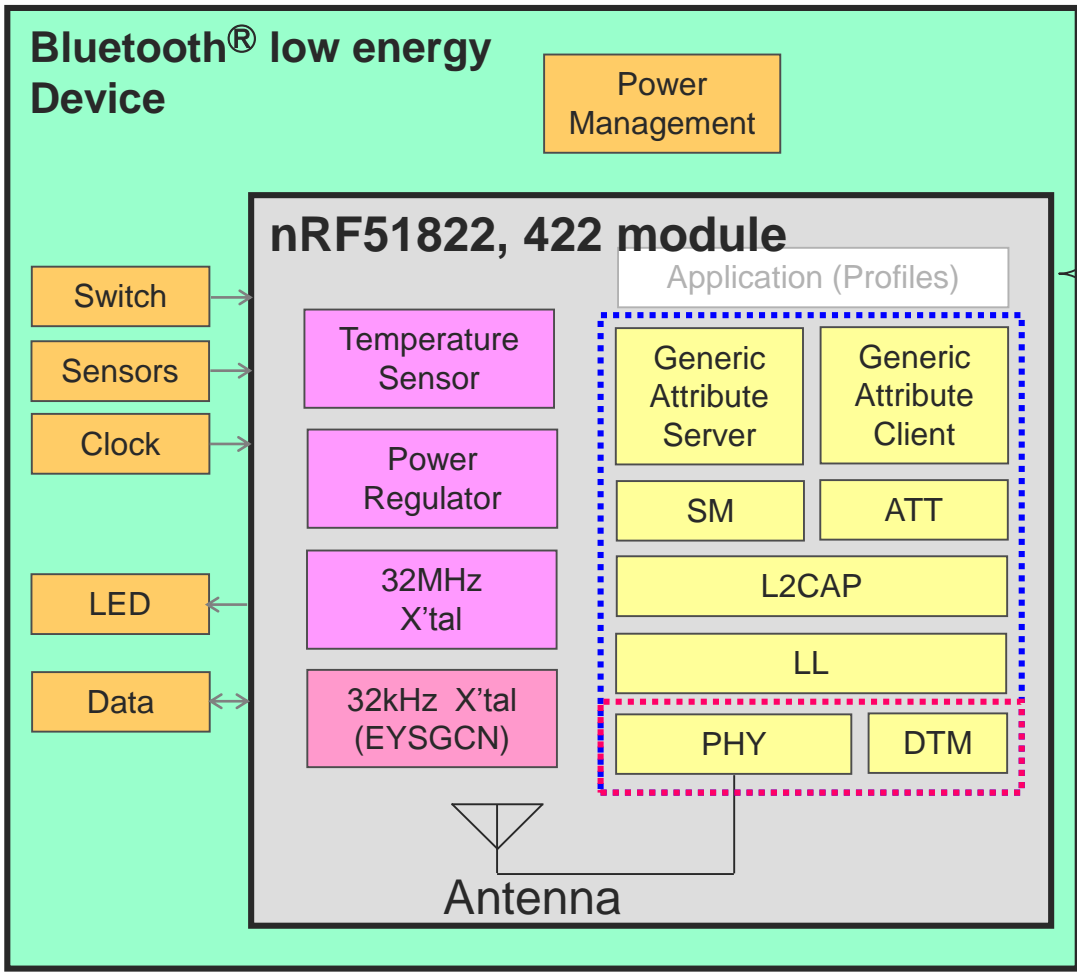 Bluetooth® low energy
Device
Power
Management
nRF51822, 422 module
Application (Profiles)
Switch
Sensors
Clock
LED
Data
Temperature
Sensor
Power
Regulator
32MHz
X’tal
32kHz X’tal
(EYSGCN)
Generic
Attribute
Server
Generic
Attribute
Client
SM
ATT
L2CAP
LL
PHY
DTM
Antenna